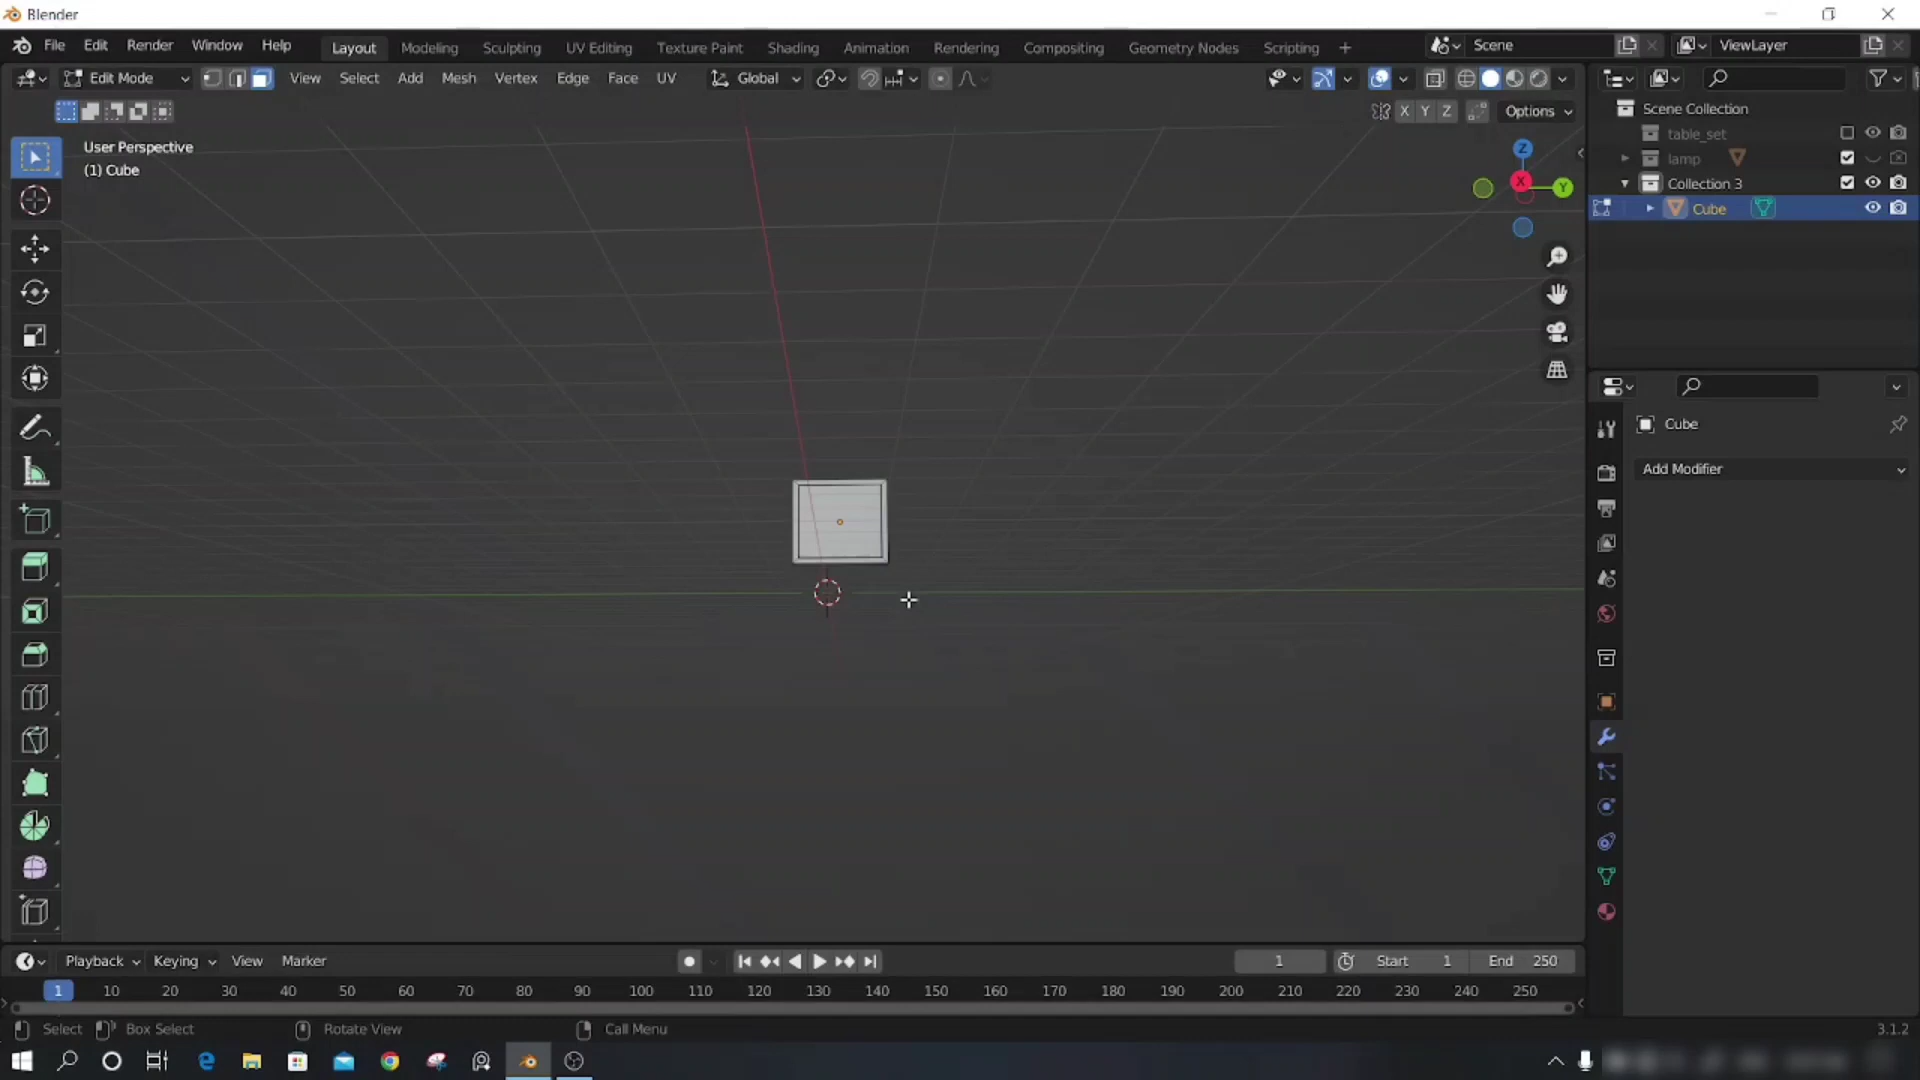 Blender
File Edit Render Window Help Layout Modeling Sculpting UV Editing Texture Paint Shading Animation Rendering Compositing Geometry Nodes Scripting + Scene ViewLayer
Edit Mode View Select Add Mesh Vertex Edge Face UV Global
X Y Z Options
User Perspective
(1) Cube
Z
X
Y
Scene Collection
table_set
lamp
Collection 3
Cube
Cube
Add Modifier
Playback Keying View Marker 1 Start 1 End 250
1 10 20 30 40 50 60 70 80 90 100 110 120 130 140 150 160 170 180 190 200 210 220 230 240 250
Select Box Select Rotate View Call Menu 3.1.2